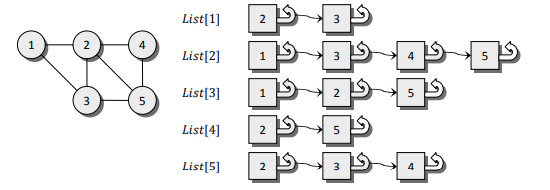 List[1] 2 3
1 2 4 List[2] 1 3 4 5
3 5 List[3] 1 2 5
List[4] 2 5
List[5] 2 3 4